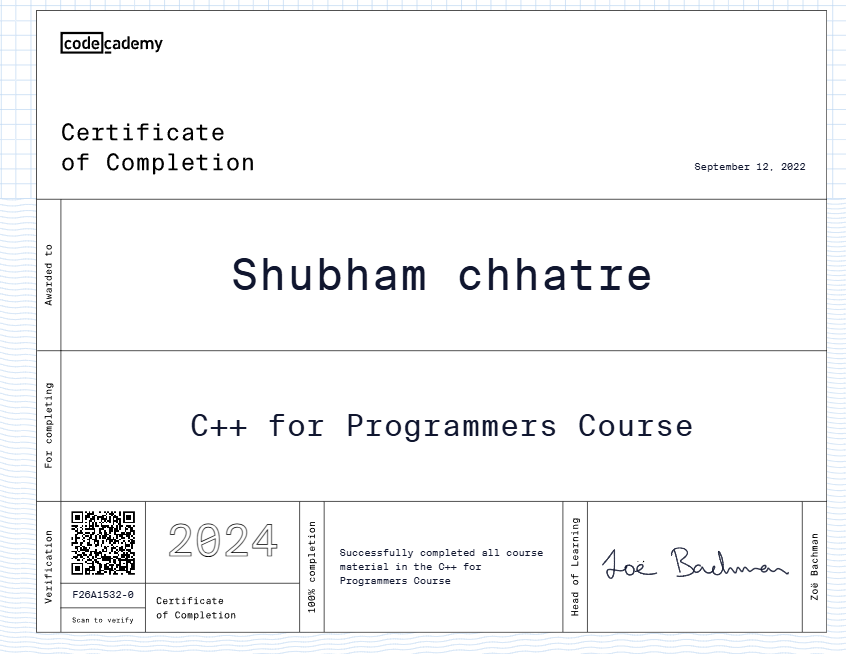 codecademy
Certificate
of Completion
September 12, 2022
Awarded to
Shubham chhatre
For completing
C++ for Programmers Course
Verification
F26A1532-0
Scan to verify
2024
Certificate
of Completion
100% completion
Successfully completed all course
material in the C++ for
Programmers Course
Head of Learning
Zoë Bachman
Zoë Bachman